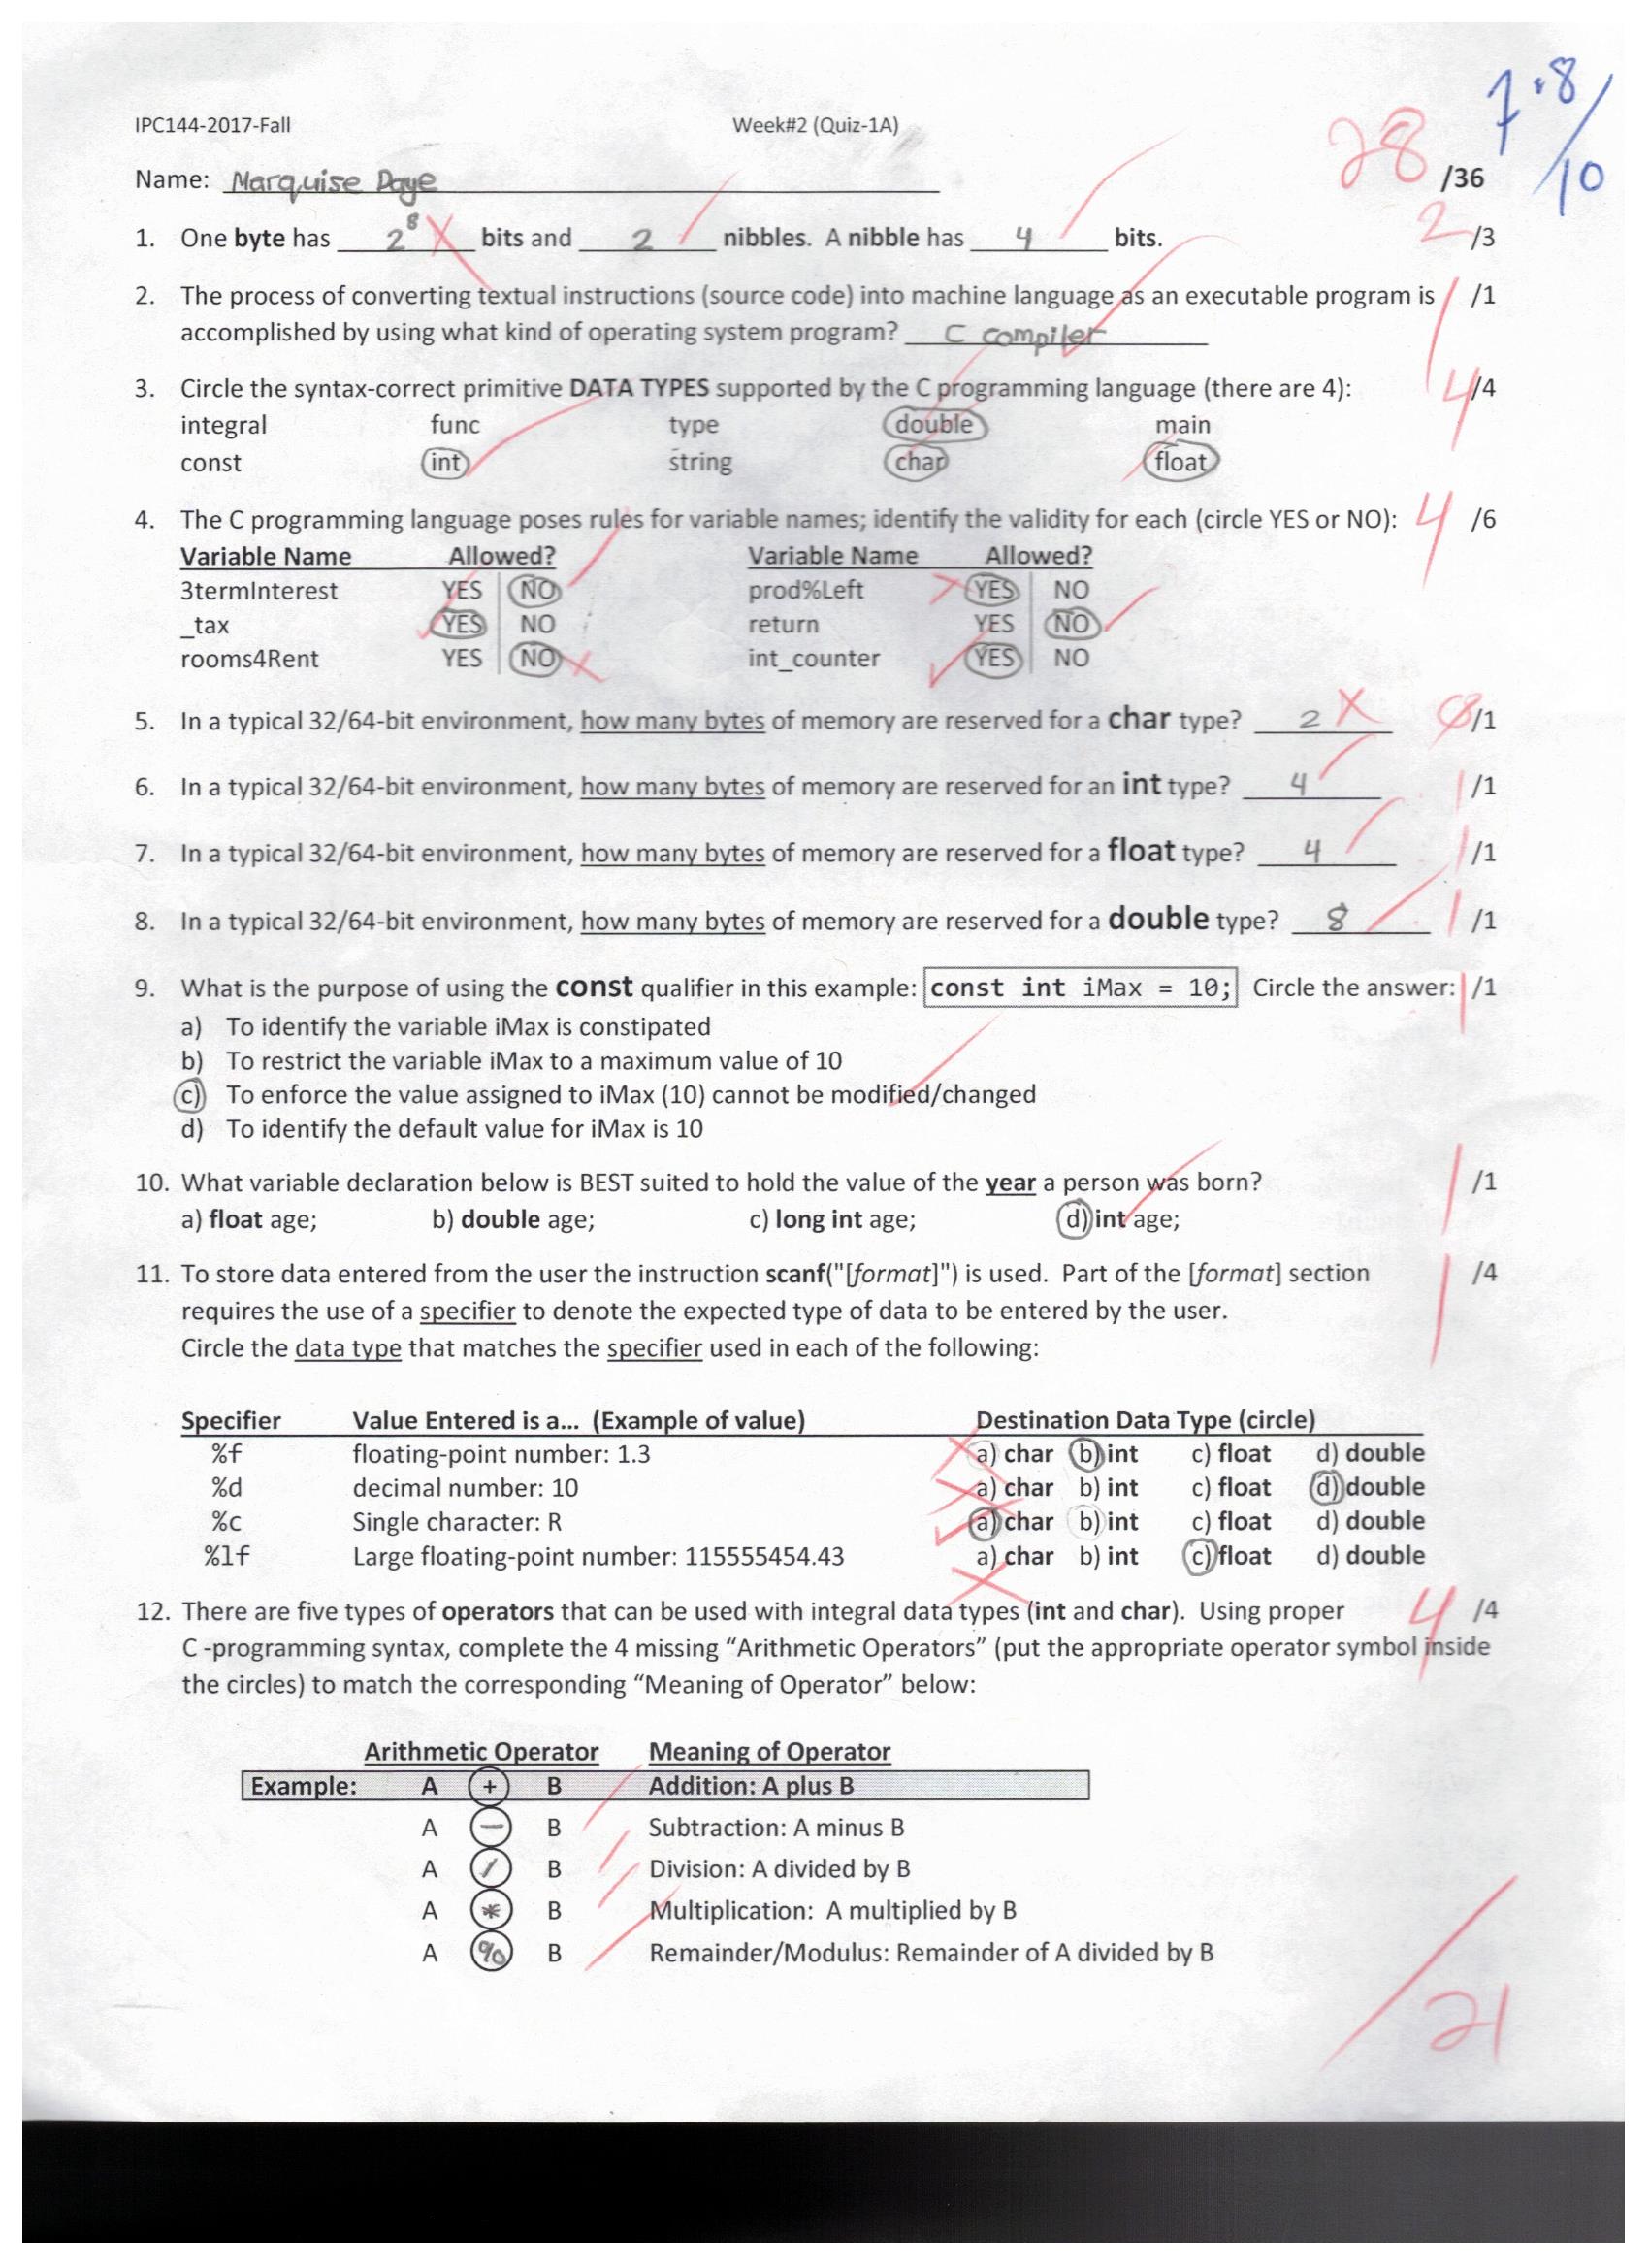 7.8/10
IPC144-2017-Fall Week#2 (Quiz-1A)
28 /36
Name: Marquise Daye
1. One byte has 2^8 bits and 2 nibbles. A nibble has 4 bits. 2 /3
2. The process of converting textual instructions (source code) into machine language as an executable program is 1 /1
accomplished by using what kind of operating system program? C compiler
3. Circle the syntax-correct primitive DATA TYPES supported by the C programming language (there are 4): 4 /4
integral func type double main
const int string char float
4. The C programming language poses rules for variable names; identify the validity for each (circle YES or NO): 4 /6
Variable Name Allowed? Variable Name Allowed?
3termInterest YES NO prod%Left YES NO
_tax YES NO return YES NO
rooms4Rent YES NO int_counter YES NO
5. In a typical 32/64-bit environment, how many bytes of memory are reserved for a char type? 2 /1
6. In a typical 32/64-bit environment, how many bytes of memory are reserved for an int type? 4 1 /1
7. In a typical 32/64-bit environment, how many bytes of memory are reserved for a float type? 4 1 /1
8. In a typical 32/64-bit environment, how many bytes of memory are reserved for a double type? 8 1 /1
9. What is the purpose of using the const qualifier in this example: const int iMax = 10; Circle the answer: 1 /1
a) To identify the variable iMax is constipated
b) To restrict the variable iMax to a maximum value of 10
c) To enforce the value assigned to iMax (10) cannot be modified/changed
d) To identify the default value for iMax is 10
10. What variable declaration below is BEST suited to hold the value of the year a person was born? 1 /1
a) float age; b) double age; c) long int age; d) int age;
11. To store data entered from the user the instruction scanf("[format]") is used. Part of the [format] section 1 /4
requires the use of a specifier to denote the expected type of data to be entered by the user.
Circle the data type that matches the specifier used in each of the following:
Specifier Value Entered is a... (Example of value) Destination Data Type (circle)
%f floating-point number: 1.3 a) char b) int c) float d) double
%d decimal number: 10 a) char b) int c) float d) double
%c Single character: R a) char b) int c) float d) double
%lf Large floating-point number: 115555454.43 a) char b) int c) float d) double
12. There are five types of operators that can be used with integral data types (int and char). Using proper 4 /4
C -programming syntax, complete the 4 missing “Arithmetic Operators” (put the appropriate operator symbol inside
the circles) to match the corresponding “Meaning of Operator” below:
Arithmetic Operator Meaning of Operator
Example: A + B Addition: A plus B
A - B Subtraction: A minus B
A / B Division: A divided by B
A * B Multiplication: A multiplied by B
A % B Remainder/Modulus: Remainder of A divided by B
/21